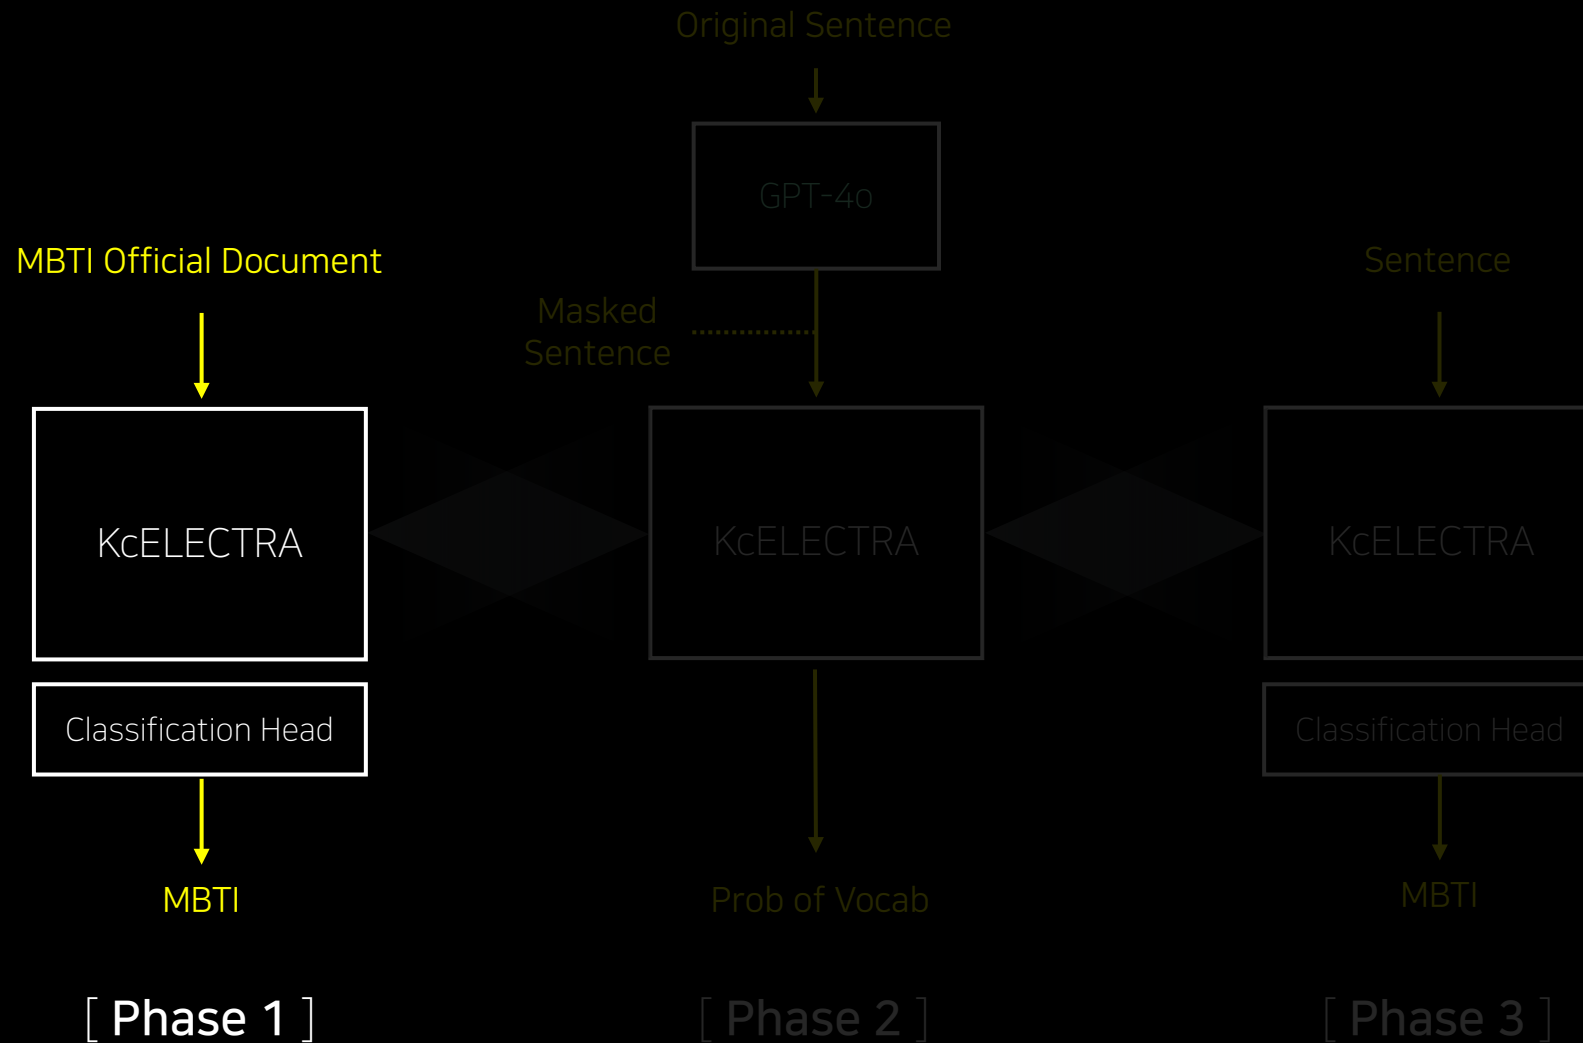 MBTI Official Document
KcELECTRA
Classification Head
MBTI
[ Phase 1 ]
Original Sentence
GPT-4o
Masked
Sentence
KcELECTRA
Prob of Vocab
[ Phase 2 ]
Sentence
KcELECTRA
Classification Head
MBTI
[ Phase 3 ]